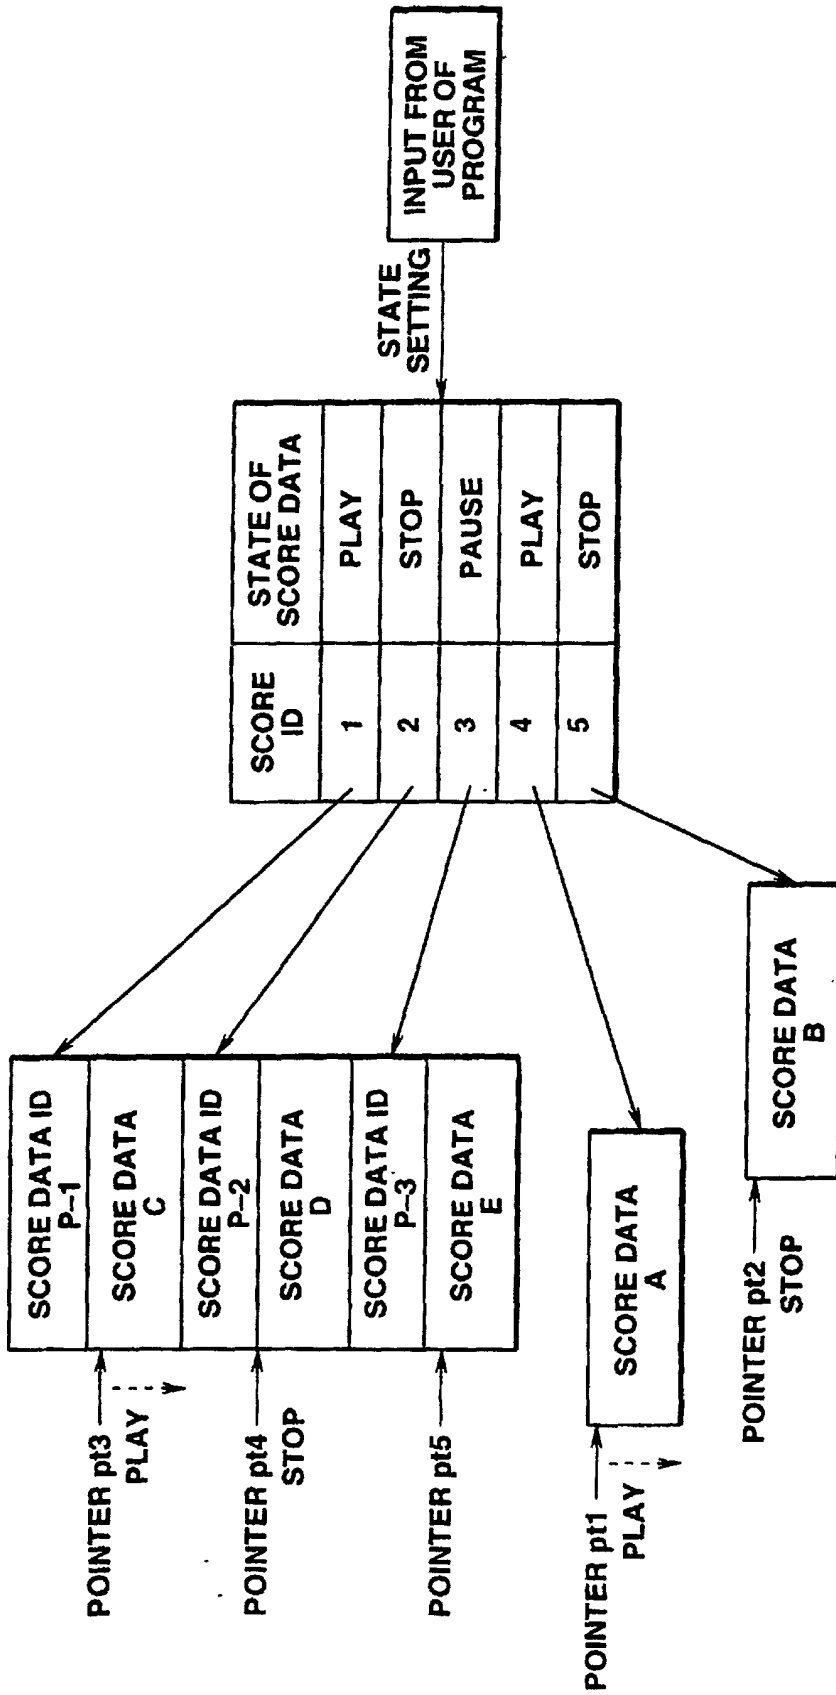 SCORE DATA ID
P-1
SCORE DATA
C
SCORE DATA ID
P-2
SCORE DATA
D
SCORE DATA ID
P-3
SCORE DATA
E
POINTER pt3
PLAY
POINTER pt4
STOP
POINTER pt5
SCORE DATA
A
POINTER pt1
PLAY
SCORE DATA
B
POINTER pt2
STOP
SCORE
ID
STATE OF
SCORE DATA
1
PLAY
2
STOP
3
PAUSE
4
PLAY
5
STOP
STATE
SETTING
INPUT FROM
USER OF
PROGRAM